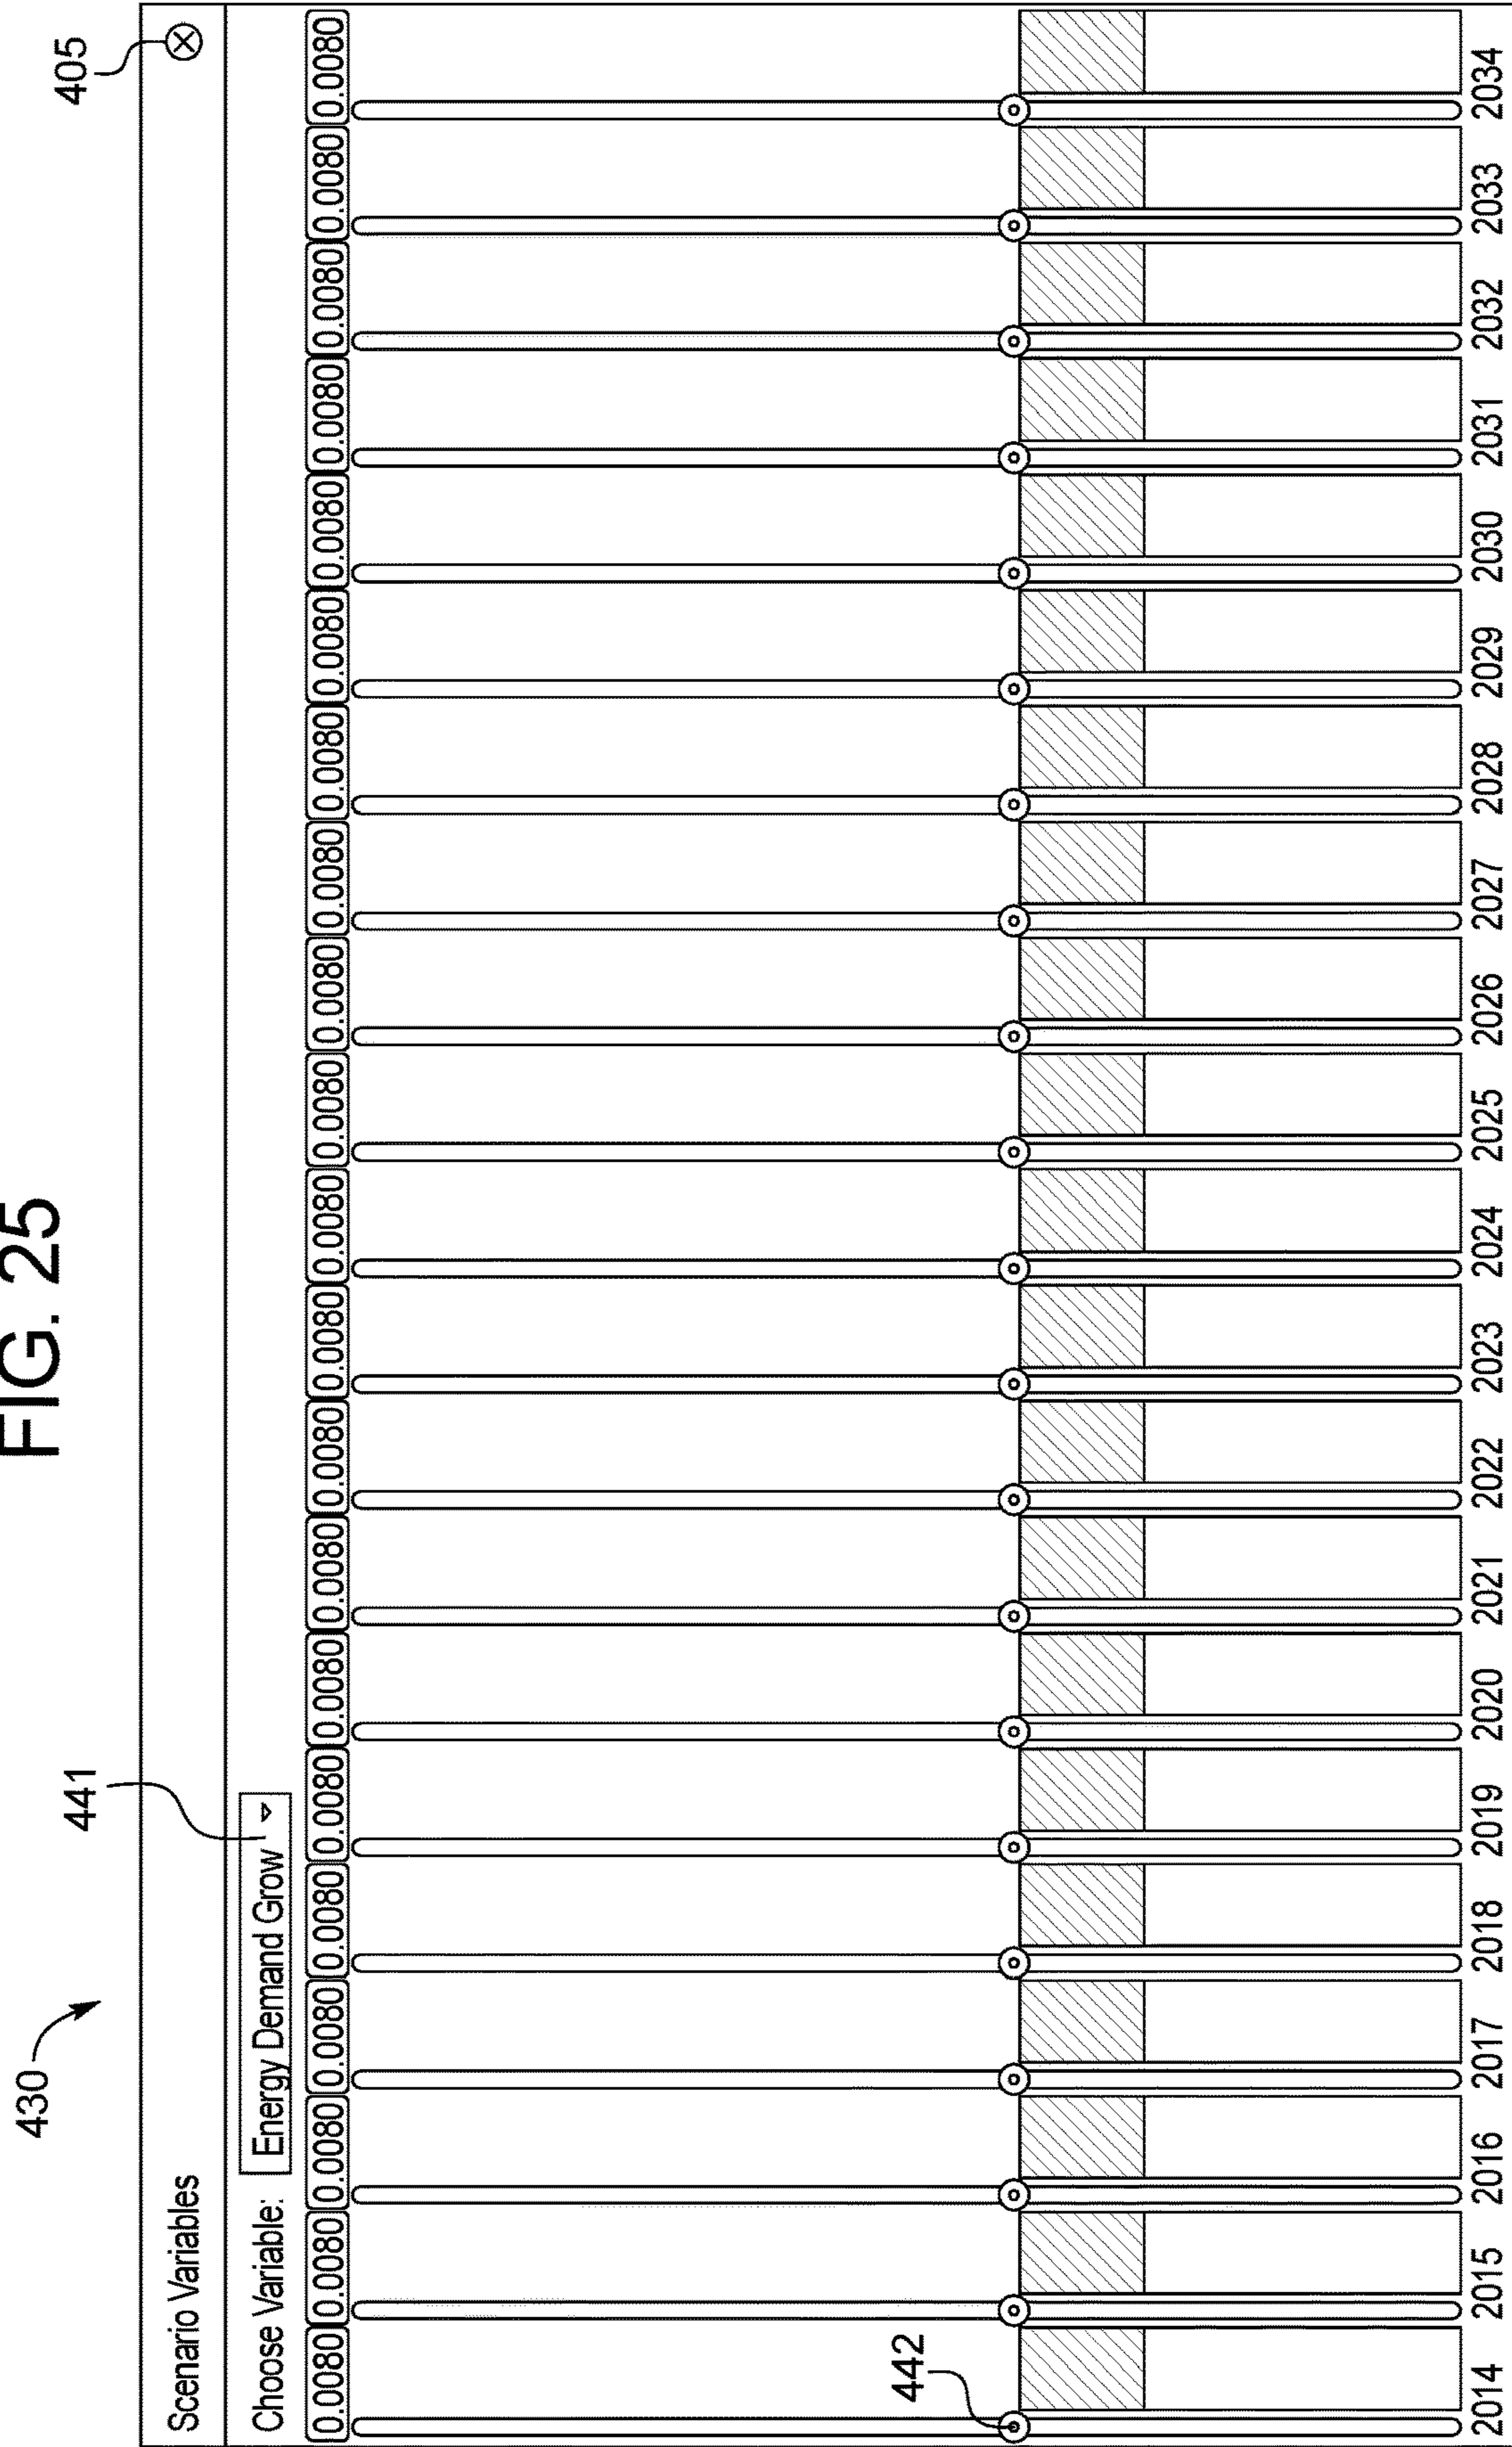 FIG. 25
430
441
405
Scenario Variables
Choose Variable: Energy Demand Grow
0.0080 0.0080 0.0080 0.0080 0.0080 0.0080 0.0080 0.0080 0.0080 0.0080 0.0080 0.0080 0.0080 0.0080 0.0080 0.0080 0.0080 0.0080 0.0080 0.0080 0.0080
442
2014 2015 2016 2017 2018 2019 2020 2021 2022 2023 2024 2025 2026 2027 2028 2029 2030 2031 2032 2033 2034